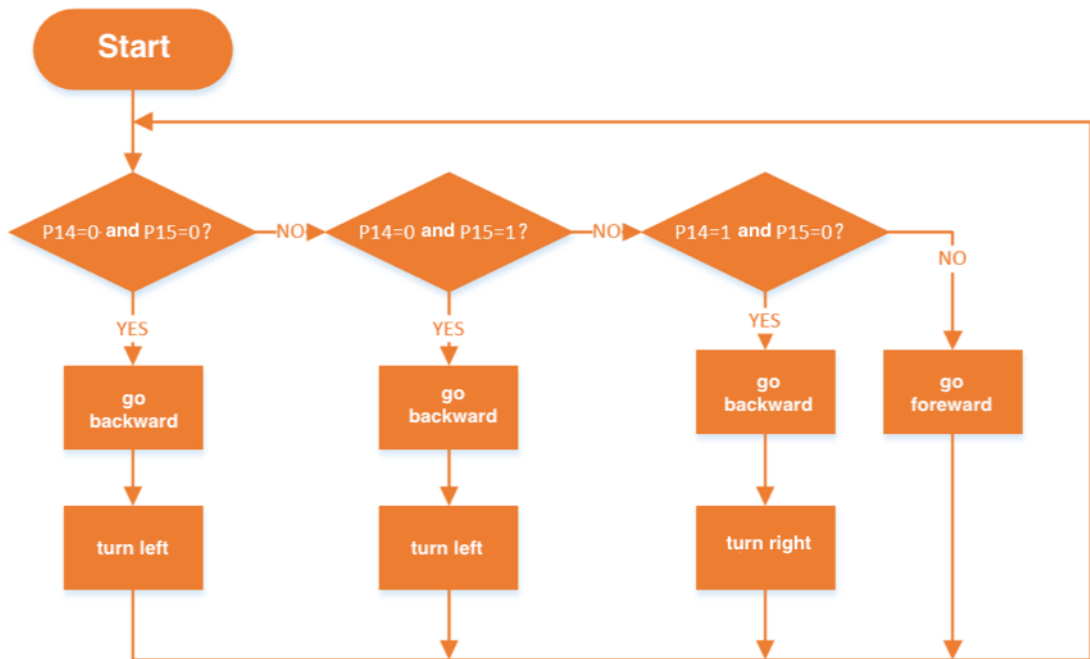 Start
P14=0· and P15=0?
NO
P14=0 and P15=1?
NO
P14=1 and P15=0?
NO
YES
YES
YES
go
backward
go
backward
go
backward
go
foreward
turn left
turn left
turn right